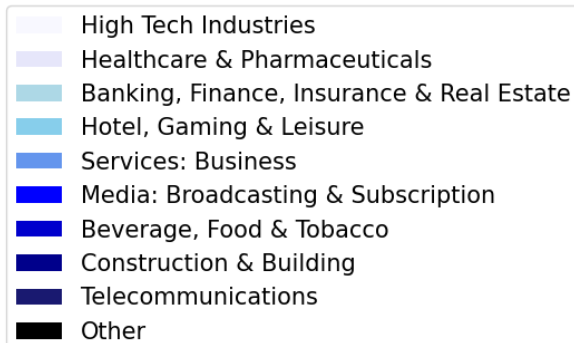 High Tech Industries
Healthcare & Pharmaceuticals
Banking, Finance, Insurance & Real Estate
Hotel, Gaming & Leisure
Services: Business
Media: Broadcasting & Subscription
Beverage, Food & Tobacco
Construction & Building
Telecommunications
Other